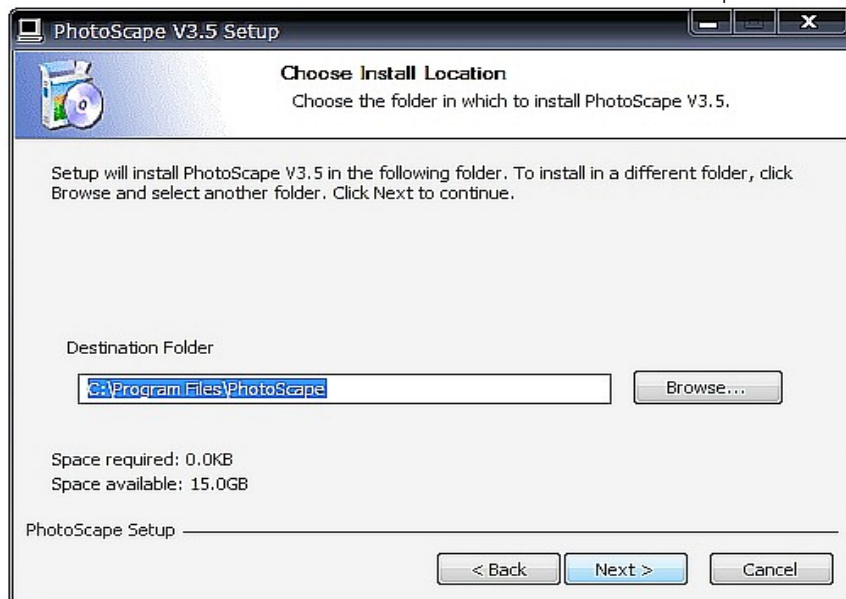 PhotoScape V3.5 Setup
X
Choose Install Location
Choose the folder in which to install PhotoScape V3.5.
Setup will install PhotoScape V3.5 in the following folder. To install in a different folder, click
Browse and select another folder. Click Next to continue.
Destination Folder
C:\Program Files\PhotoScape
Browse...
Space required: 0.0KB
Space available: 15.0GB
PhotoScape Setup
< Back
Next >
Cancel